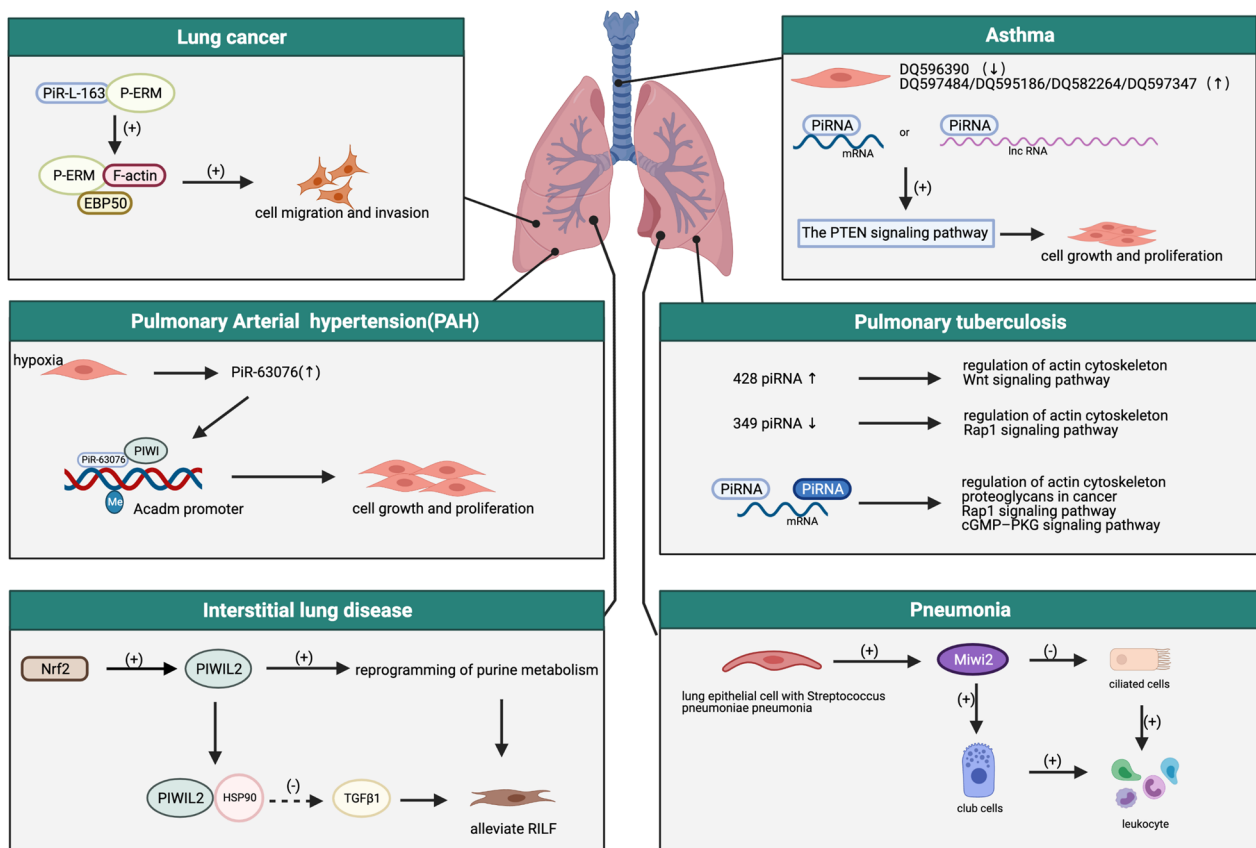 Lung cancer
PiR-L-163
P-ERM
(+)
P-ERM
F-actin
EBP50
(+)
cell migration and invasion
Asthma
DQ596390 (↓)
DQ597484/DQ595186/DQ582264/DQ597347 (↑)
PiRNA
mRNA
or
PiRNA
lnc RNA
(+)
The PTEN signaling pathway
cell growth and proliferation
Pulmonary Arterial hypertension(PAH)
hypoxia
PiR-63076(↑)
PiR-63076
PIWI
Me
Acadm promoter
cell growth and proliferation
Pulmonary tuberculosis
428 piRNA ↑
regulation of actin cytoskeleton
Wnt signaling pathway
349 piRNA ↓
regulation of actin cytoskeleton
Rap1 signaling pathway
PiRNA
PiRNA
mRNA
regulation of actin cytoskeleton
proteoglycans in cancer
Rap1 signaling pathway
cGMP–PKG signaling pathway
Interstitial lung disease
Nrf2
(+)
PIWIL2
(+)
reprogramming of purine metabolism
PIWIL2
HSP90
(-)
TGFβ1
alleviate RILF
Pneumonia
lung epithelial cell with Streptococcus
pneumoniae pneumonia
(+)
Miwi2
(-)
ciliated cells
(+)
(+)
club cells
(+)
leukocyte